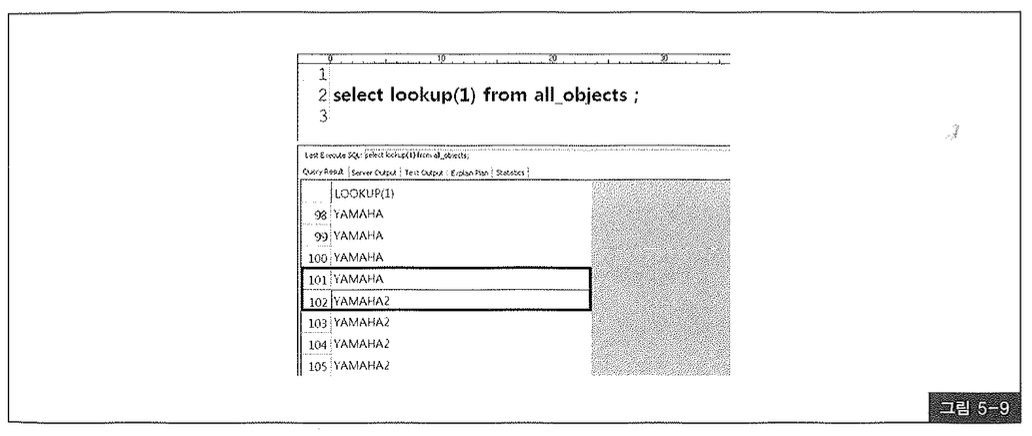 0 10 20 30
1
2 select lookup(1) from all_objects ;
3
Last Execute SQL: select lookup(1) from all_objects;
Query Result Server Output Text Output Explan Plan Statistics
LOOKUP(1)
98 YAMAHA
99 YAMAHA
100 YAMAHA
101 YAMAHA
102 YAMAHA2
103 YAMAHA2
104 YAMAHA2
105 YAMAHA2
그림 5-9